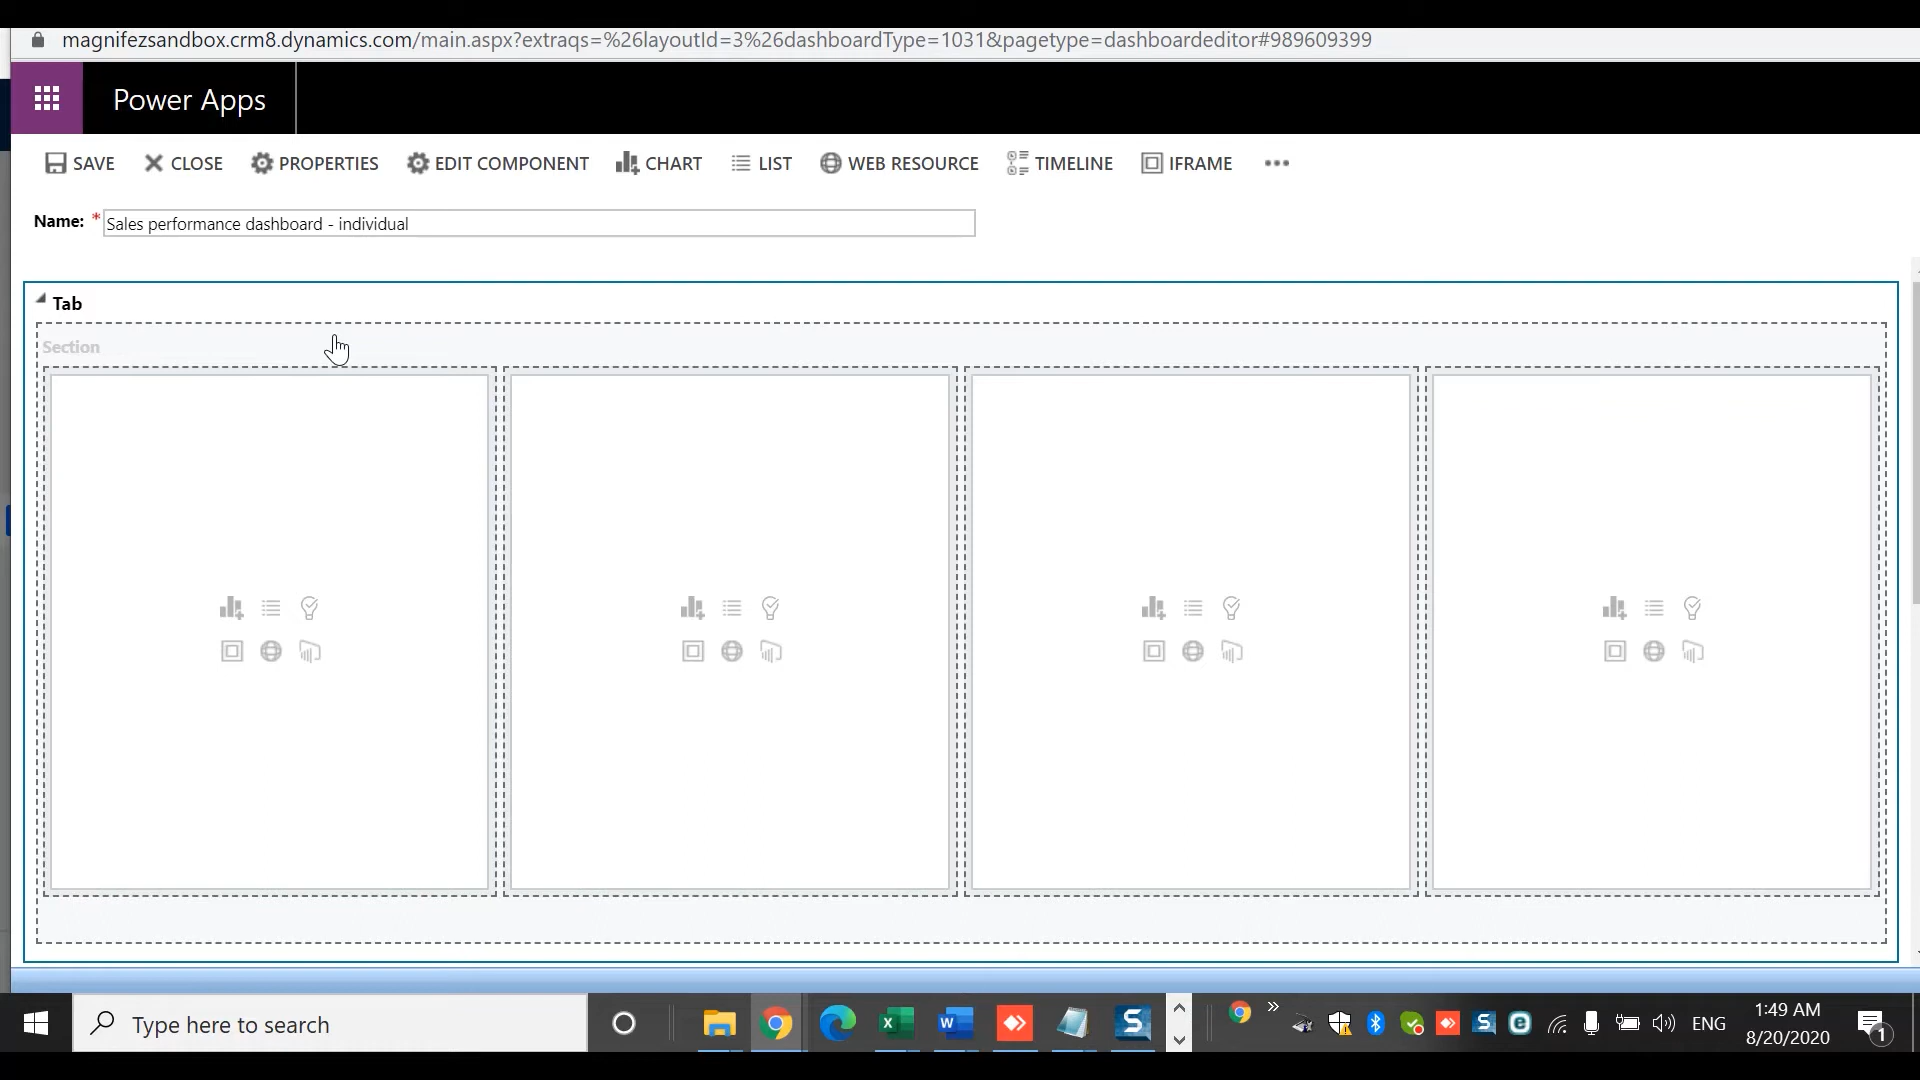 magnifezsandbox.crm8.dynamics.com/main.aspx?extraqs=%26layoutId=3%26dashboardType=1031&pagetype=dashboardeditor#989609399
Power Apps
SAVE CLOSE PROPERTIES EDIT COMPONENT CHART LIST WEB RESOURCE TIMELINE IFRAME •••
Name: * Sales performance dashboard - individual
Tab
Section
Type here to search
ENG
1:49 AM
8/20/2020
1